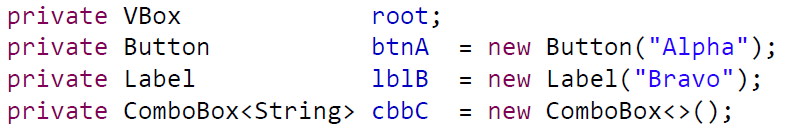 private VBox             root;
private Button           btnA  = new Button("Alpha");
private Label            lblB  = new Label("Bravo");
private ComboBox<String> cbbC  = new ComboBox<>();